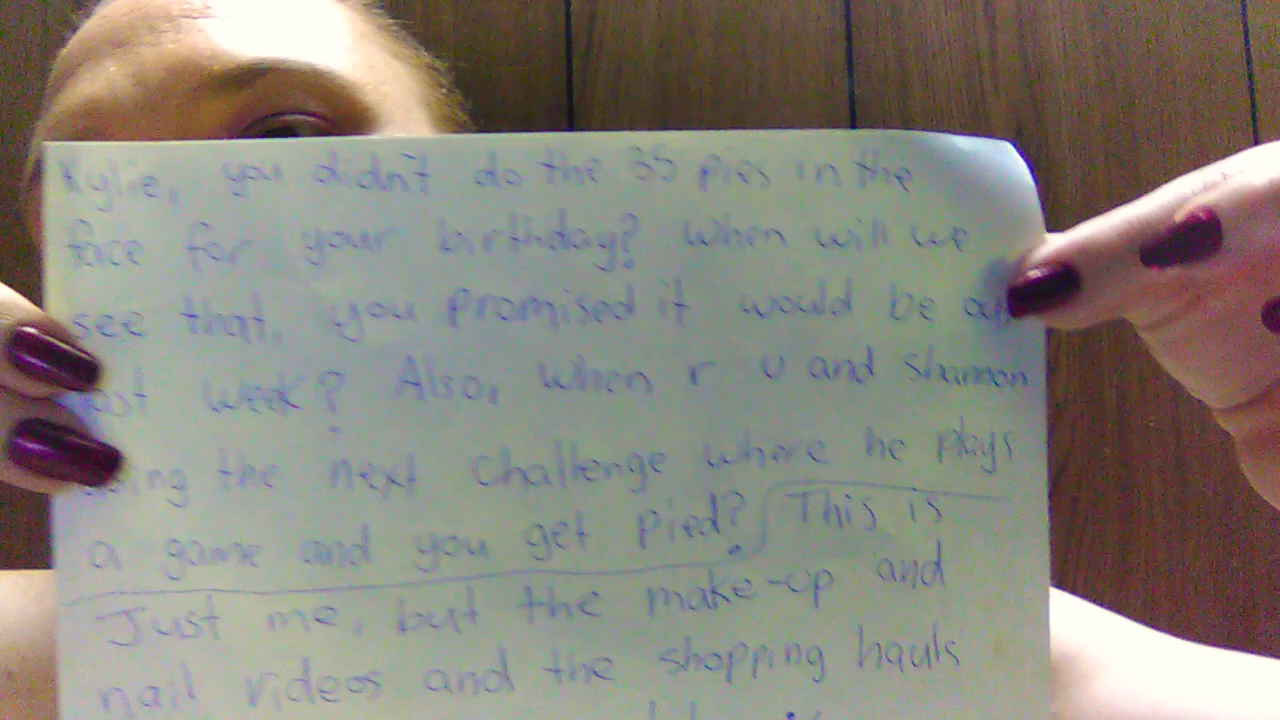 Kylie, you didn't do the 35 pies in the
face for your birthday? When will we
see that, you promised it would be
week? Also, when r u and Shannon
the next challenge where he plays
a game and you get pied? This is
Just me, but the make-up and
nail videos and the shopping hauls